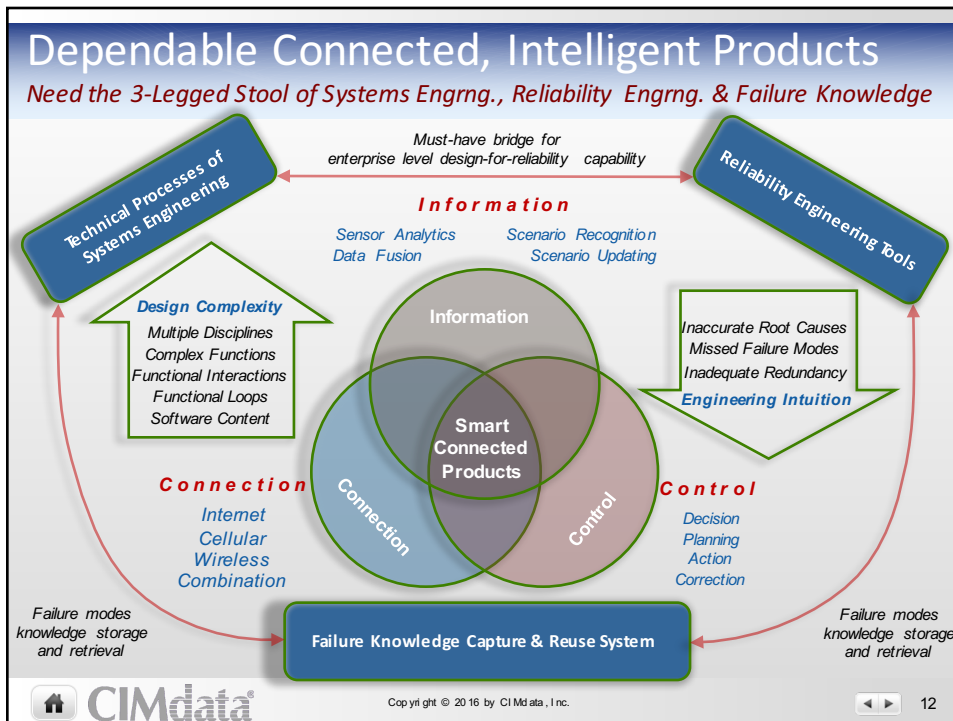 Dependable Connected, Intelligent Products
Need the 3-Legged Stool of Systems Engrng., Reliability Engrng. & Failure Knowledge
Must-have bridge for
enterprise level design-for-reliability capability
Technical Processes of
Systems Engineering
Reliability Engineering Tools
Information
Sensor Analytics
Data Fusion
Scenario Recognition
Scenario Updating
Design Complexity
Multiple Disciplines
Complex Functions
Functional Interactions
Functional Loops
Software Content
Information
Smart
Connected
Products
Connection
Control
Inaccurate Root Causes
Missed Failure Modes
Inadequate Redundancy
Engineering Intuition
Connection
Internet
Cellular
Wireless
Combination
Control
Decision
Planning
Action
Correction
Failure modes
knowledge storage
and retrieval
Failure Knowledge Capture & Reuse System
Failure modes
knowledge storage
and retrieval
CIMdata®
Copyright © 2016 by CIMdata, Inc.
12